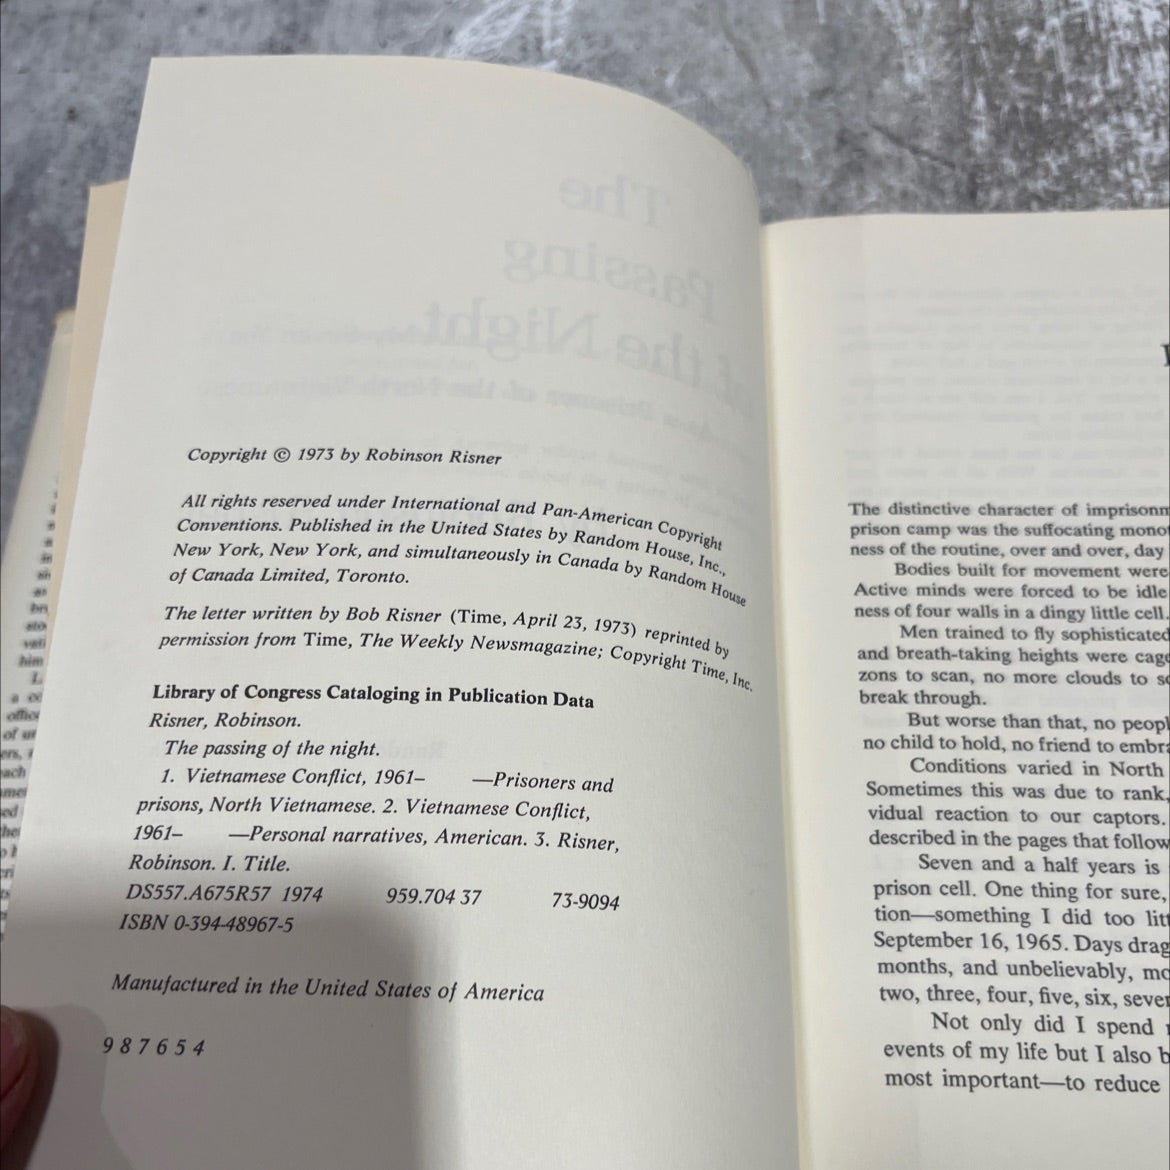 The
Passing
of the Night
Copyright © 1973 by Robinson Risner
All rights reserved under International and Pan-American Copyright
Conventions. Published in the United States by Random House, Inc.,
New York, New York, and simultaneously in Canada by Random House
of Canada Limited, Toronto.
The letter written by Bob Risner (Time, April 23, 1973) reprinted by
permission from Time, The Weekly Newsmagazine; Copyright Time, Inc.
Library of Congress Cataloging in Publication Data
Risner, Robinson.
The passing of the night.
1. Vietnamese Conflict, 1961– —Prisoners and
prisons, North Vietnamese. 2. Vietnamese Conflict,
1961– —Personal narratives, American. 3. Risner,
Robinson. I. Title.
DS557.A675R57 1974 959.704 37 73-9094
ISBN 0-394-48967-5
Manufactured in the United States of America
9 8 7 6 5 4
The distinctive character of
prison camp was the suffocating
ness of the routine, over and over, day
Bodies built for movement were
Active minds were forced to be idle
ness of four walls in a dingy little cell.
Men trained to fly sophisticated
and breath-taking heights were
zons to scan, no more clouds to
break through.
But worse than that, no
no child to hold, no friend to
Conditions varied in North
Sometimes this was due to rank,
vidual reaction to our captors.
described in the pages that
Seven and a half years is
prison cell. One thing for sure,
tion—something I did too
September 16, 1965. Days
months, and unbelievably,
two, three, four, five, six,
Not only did I spend
events of my life but I also
most important—to reduce